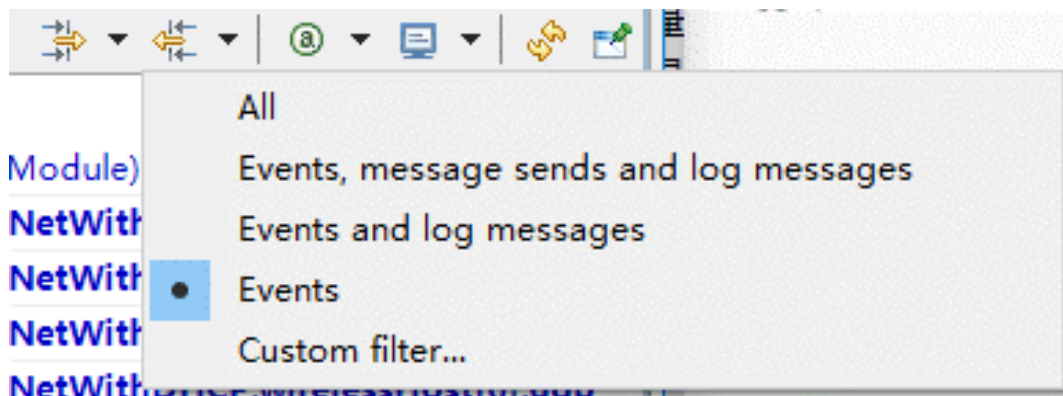 a
All
Module)
Events, message sends and log messages
NetWith
Events and log messages
NetWith
Events
NetWith
Custom filter...